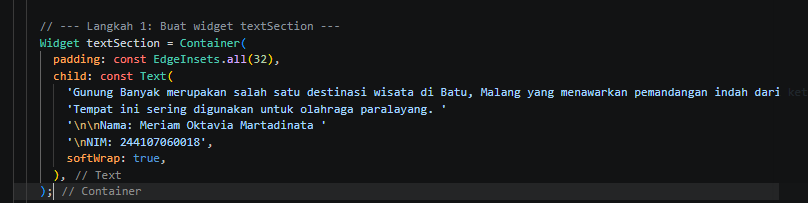 // --- Langkah 1: Buat widget textSection ---
Widget textSection = Container(
padding: const EdgeInsets.all(32),
child: const Text(
'Gunung Banyak merupakan salah satu destinasi wisata di Batu, Malang yang menawarkan pemandangan indah dari ket
'Tempat ini sering digunakan untuk olahraga paralayang. '
'\n\nNama: Meriam Oktavia Martadinata '
'\nNIM: 244107060018',
softWrap: true,
), // Text
); // Container